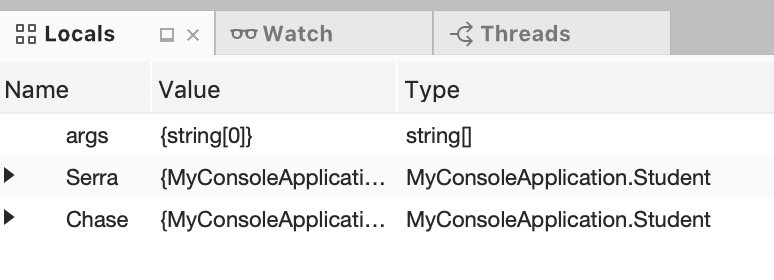 Locals Watch Threads
Name Value Type
args {string[0]} string[]
Serra {MyConsoleApplicati… MyConsoleApplication.Student
Chase {MyConsoleApplicati… MyConsoleApplication.Student